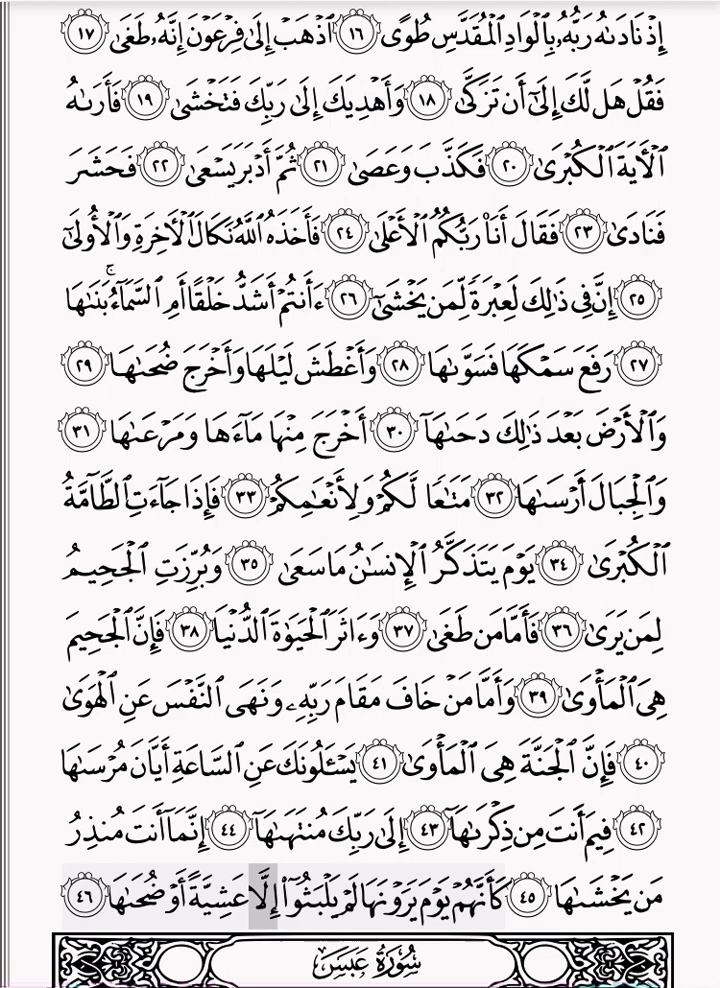 إِذْ نَادَىٰهُ رَبُّهُۥ بِٱلْوَادِ ٱلْمُقَدَّسِ طُوًى ١٦ ٱذْهَبْ إِلَىٰ فِرْعَوْنَ إِنَّهُۥ طَغَىٰ ١٧
فَقُلْ هَل لَّكَ إِلَىٰٓ أَن تَزَكَّىٰ ١٨ وَأَهْدِيَكَ إِلَىٰ رَبِّكَ فَتَخْشَىٰ ١٩ فَأَرَىٰهُ
ٱلْـَٔايَةَ ٱلْكُبْرَىٰ ٢٠ فَكَذَّبَ وَعَصَىٰ ٢١ ثُمَّ أَدْبَرَ يَسْعَىٰ ٢٢ فَحَشَرَ
فَنَادَىٰ ٢٣ فَقَالَ أَنَا۠ رَبُّكُمُ ٱلْأَعْلَىٰ ٢٤ فَأَخَذَهُ ٱللَّهُ نَكَالَ ٱلْـَٔاخِرَةِ وَٱلْأُولَىٰٓ
٢٥ إِنَّ فِى ذَٰلِكَ لَعِبْرَةً لِّمَن يَخْشَىٰٓ ٢٦ ءَأَنتُمْ أَشَدُّ خَلْقًا أَمِ ٱلسَّمَآءُ ۚ بَنَىٰهَا
٢٧ رَفَعَ سَمْكَهَا فَسَوَّىٰهَا ٢٨ وَأَغْطَشَ لَيْلَهَا وَأَخْرَجَ ضُحَىٰهَا ٢٩
وَٱلْأَرْضَ بَعْدَ ذَٰلِكَ دَحَىٰهَآ ٣٠ أَخْرَجَ مِنْهَا مَآءَهَا وَمَرْعَىٰهَا ٣١
وَٱلْجِبَالَ أَرْسَىٰهَا ٣٢ مَتَـٰعًا لَّكُمْ وَلِأَنْعَـٰمِكُمْ ٣٣ فَإِذَا جَآءَتِ ٱلطَّآمَّةُ
ٱلْكُبْرَىٰ ٣٤ يَوْمَ يَتَذَكَّرُ ٱلْإِنسَـٰنُ مَا سَعَىٰ ٣٥ وَبُرِّزَتِ ٱلْجَحِيمُ
لِمَن يَرَىٰ ٣٦ فَأَمَّا مَن طَغَىٰ ٣٧ وَءَاثَرَ ٱلْحَيَوٰةَ ٱلدُّنْيَا ٣٨ فَإِنَّ ٱلْجَحِيمَ
هِىَ ٱلْمَأْوَىٰ ٣٩ وَأَمَّا مَنْ خَافَ مَقَامَ رَبِّهِۦ وَنَهَى ٱلنَّفْسَ عَنِ ٱلْهَوَىٰ
٤٠ فَإِنَّ ٱلْجَنَّةَ هِىَ ٱلْمَأْوَىٰ ٤١ يَسْـَٔلُونَكَ عَنِ ٱلسَّاعَةِ أَيَّانَ مُرْسَىٰهَا
٤٢ فِيمَ أَنتَ مِن ذِكْرَىٰهَآ ٤٣ إِلَىٰ رَبِّكَ مُنتَهَىٰهَآ ٤٤ إِنَّمَآ أَنتَ مُنذِرُ
مَن يَخْشَىٰهَا ٤٥ كَأَنَّهُمْ يَوْمَ يَرَوْنَهَا لَمْ يَلْبَثُوٓا۟ إِلَّا عَشِيَّةً أَوْ ضُحَىٰهَا ٤٦
سُورَةُ عَبَسَ